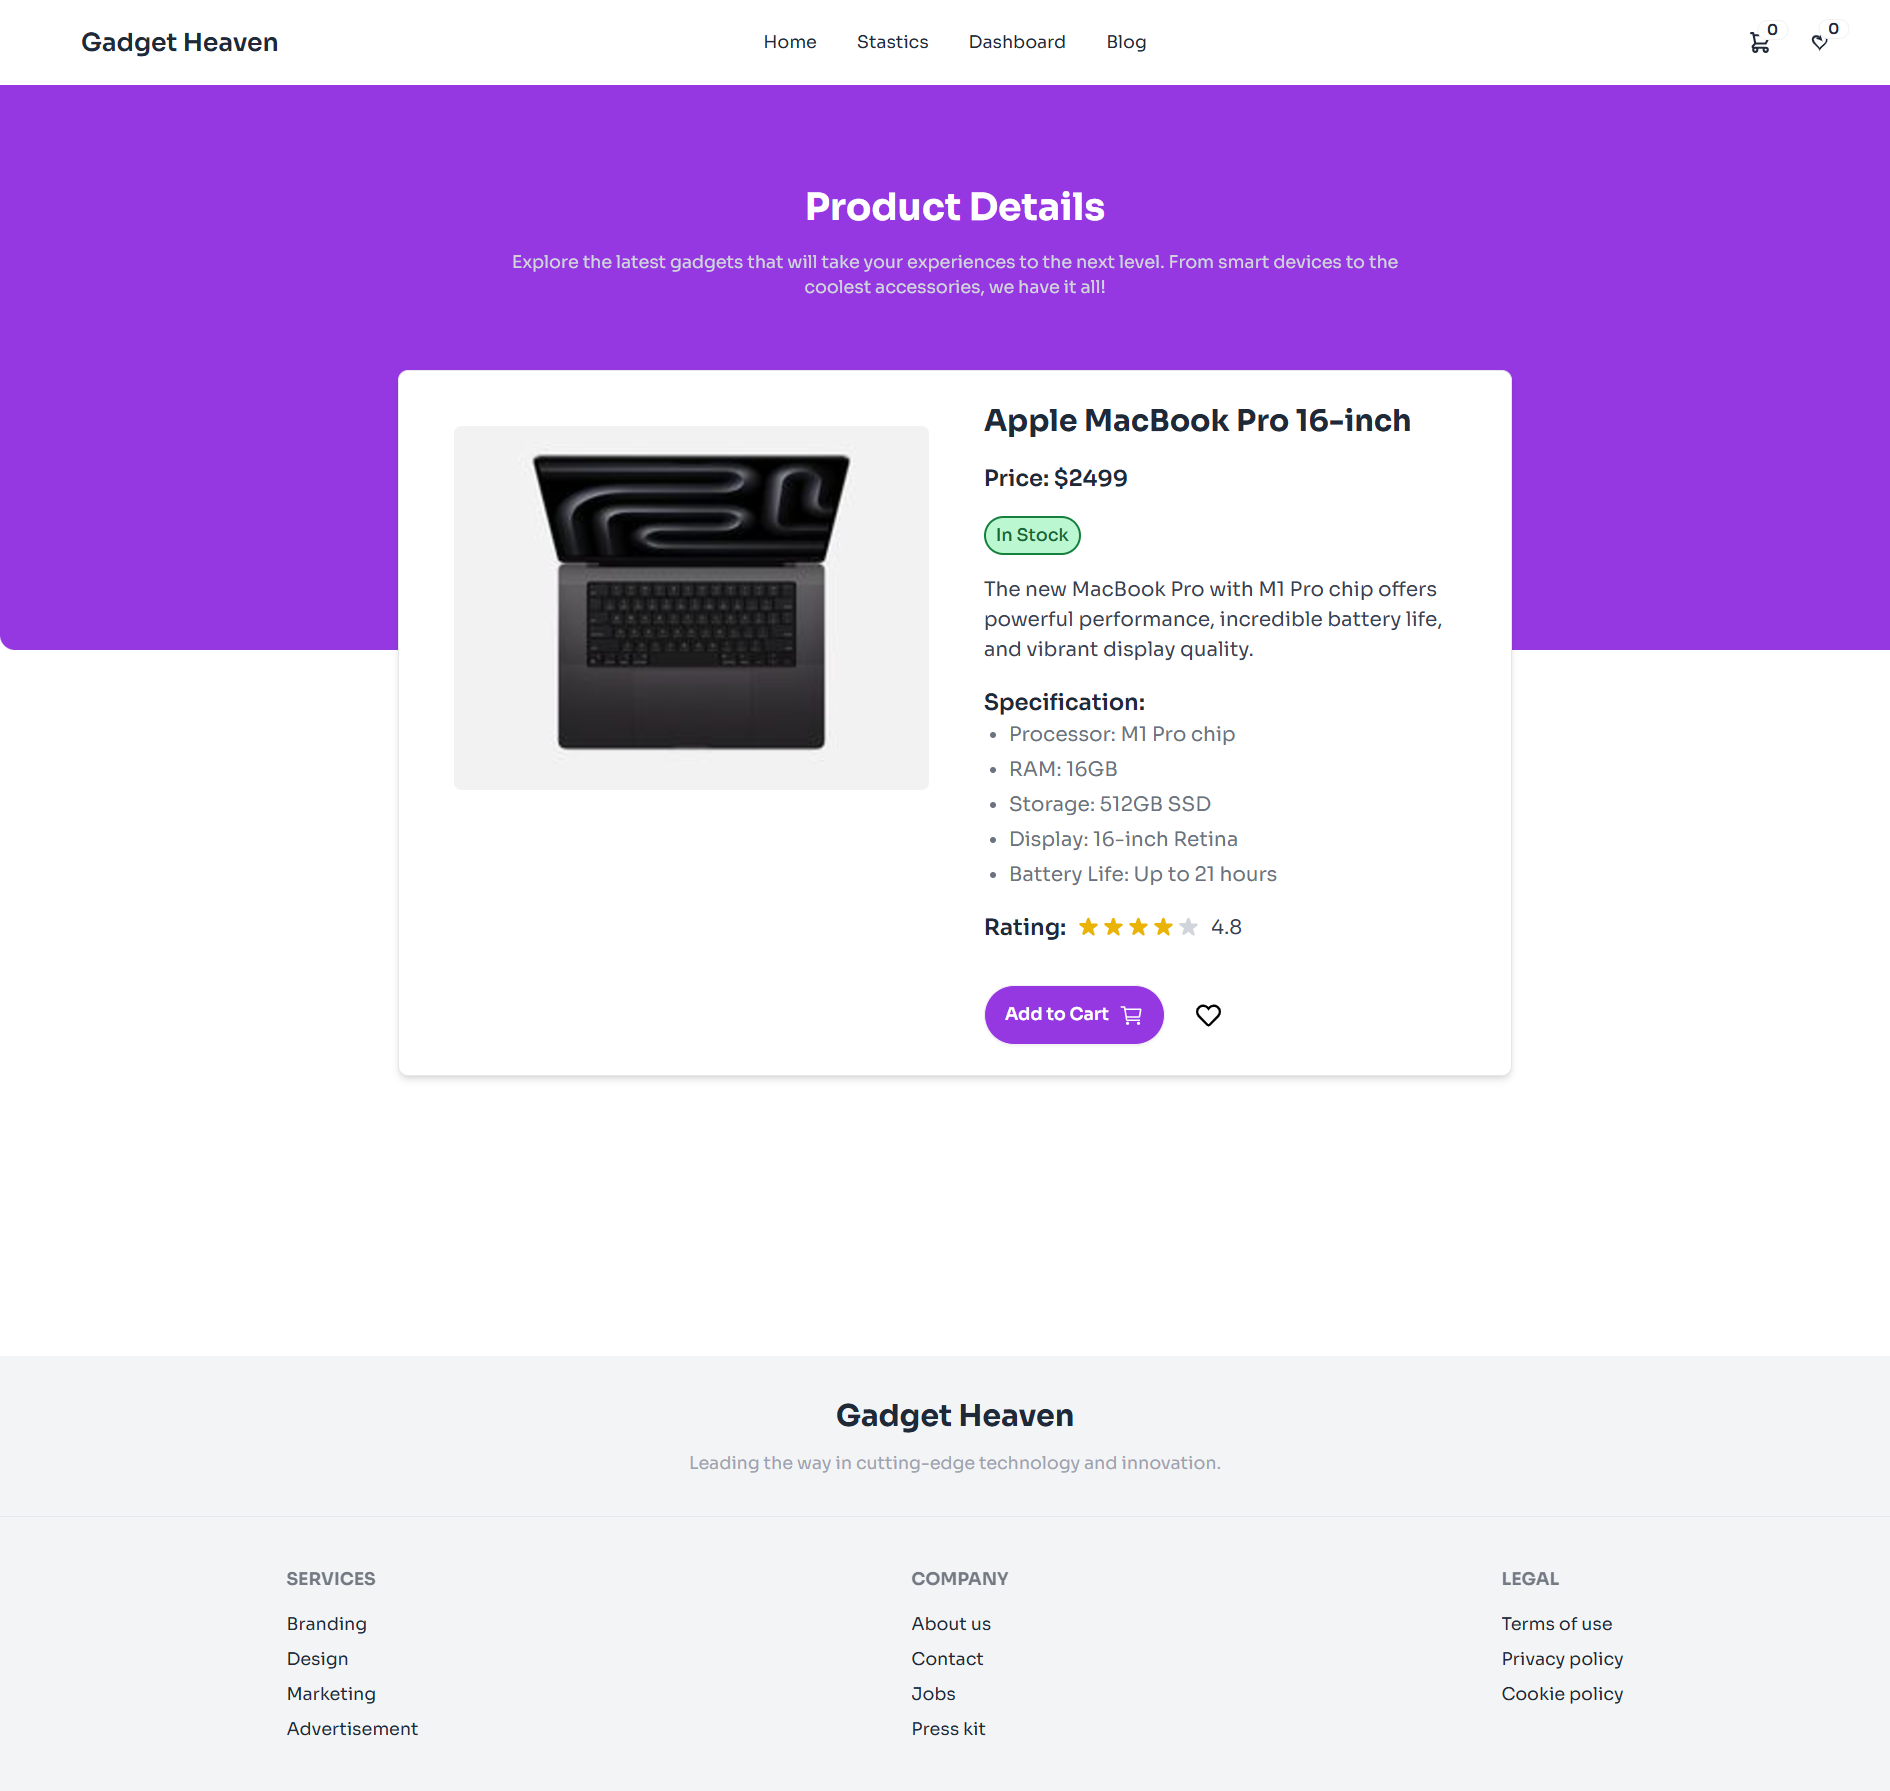 Gadget Heaven
Home
Stastics
Dashboard
Blog
0
0
Product Details
Explore the latest gadgets that will take your experiences to the next level. From smart devices to the
coolest accessories, we have it all!
Apple MacBook Pro 16-inch
Price: $2499
In Stock
The new MacBook Pro with M1 Pro chip offers
powerful performance, incredible battery life,
and vibrant display quality.
Specification:
• Processor: M1 Pro chip
• RAM: 16GB
• Storage: 512GB SSD
• Display: 16-inch Retina
• Battery Life: Up to 21 hours
Rating: 4.8
Add to Cart
Gadget Heaven
Leading the way in cutting-edge technology and innovation.
SERVICES
Branding
Design
Marketing
Advertisement
COMPANY
About us
Contact
Jobs
Press kit
LEGAL
Terms of use
Privacy policy
Cookie policy